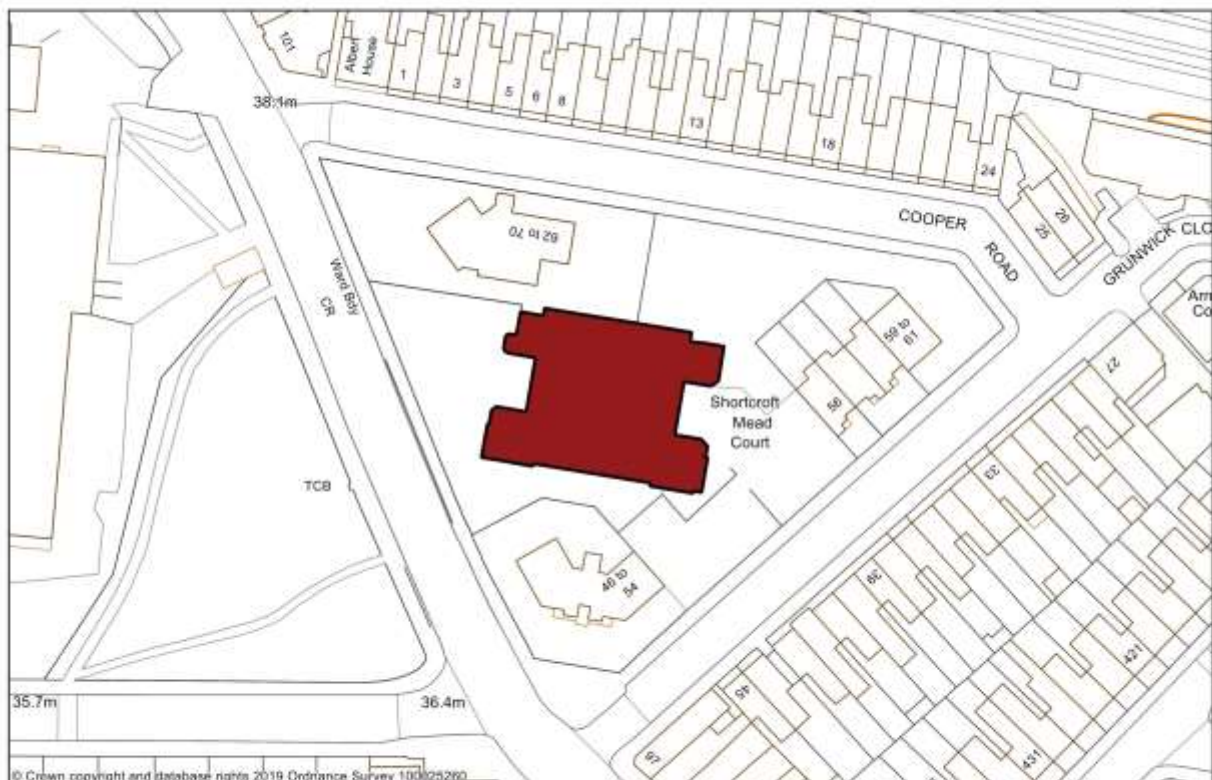 101
Albert
House
1
3
5
6
8
13
18
24
38.1m
COOPER
ROAD
25
26
GRUNWICK CLO
62 to 70
Ward Bdy
CR
59 to
61
56
Shortcroft
Mead
Court
27
33
39
TCB
46 to
54
45
421
431
35.7m
36.4m
© Crown copyright and database rights 2019 Ordnance Survey 100025260